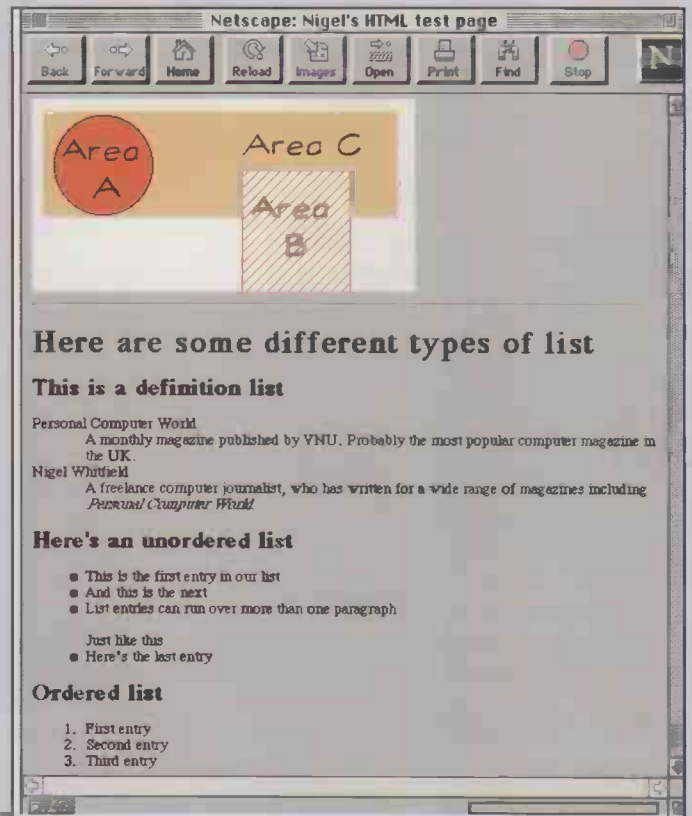 Netscape: Nigel's HTML test page
Back Forward Home Reload Images Open Print Find Stop N
Area A
Area C
Area B
Here are some different types of list
This is a definition list
Personal Computer World
A monthly magazine published by VNU. Probably the most popular computer magazine in
the UK.
Nigel Whitfield
A freelance computer journalist, who has written for a wide range of magazines including
Personal Computer World
Here's an unordered list
This is the first entry in our list
And this is the next
List entries can run over more than one paragraph
Just like this
Here's the last entry
Ordered list
1. First entry
2. Second entry
3. Third entry